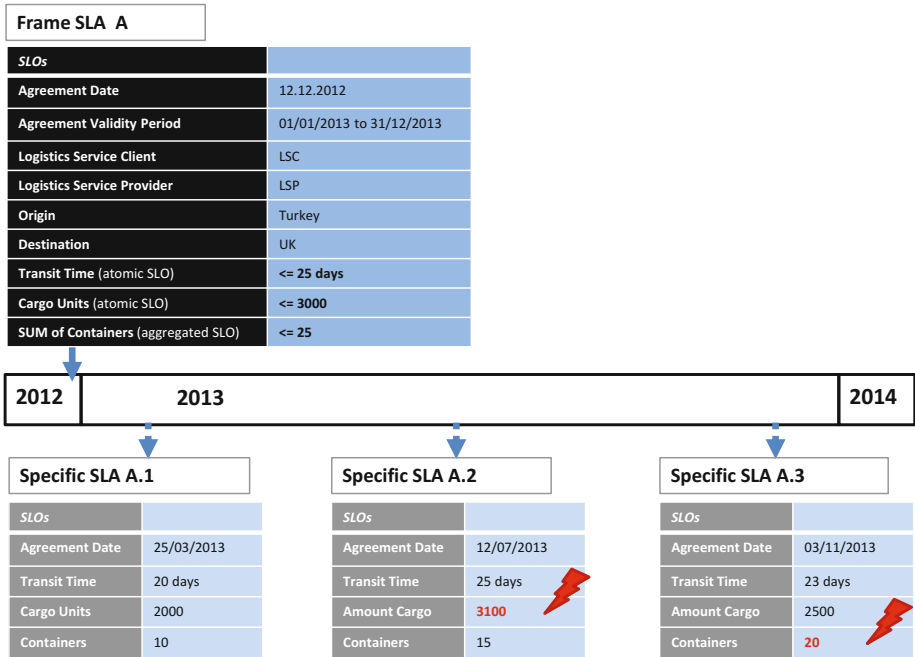 Frame SLA A
SLOs
Agreement Date 12.12.2012
Agreement Validity Period 01/01/2013 to 31/12/2013
Logistics Service Client LSC
Logistics Service Provider LSP
Origin Turkey
Destination UK
Transit Time (atomic SLO) <= 25 days
Cargo Units (atomic SLO) <= 3000
SUM of Containers (aggregated SLO) <= 25
2012 2013 2014
Specific SLA A.1
SLOs
Agreement Date 25/03/2013
Transit Time 20 days
Cargo Units 2000
Containers 10
Specific SLA A.2
SLOs
Agreement Date 12/07/2013
Transit Time 25 days
Amount Cargo 3100
Containers 15
Specific SLA A.3
SLOs
Agreement Date 03/11/2013
Transit Time 23 days
Amount Cargo 2500
Containers 20